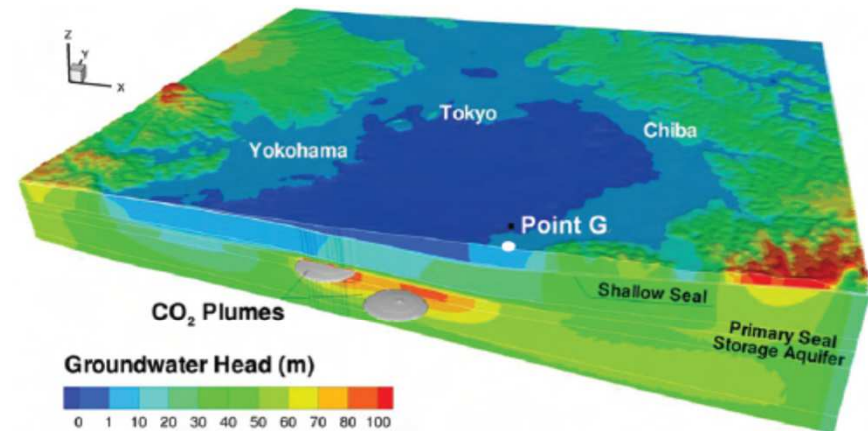 Z
Y
X
Tokyo
Yokohama
Chiba
Point G
Shallow Seal
CO₂ Plumes
Primary Seal
Storage Aquifer
Groundwater Head (m)
0 1 10 20 30 40 50 60 70 80 100